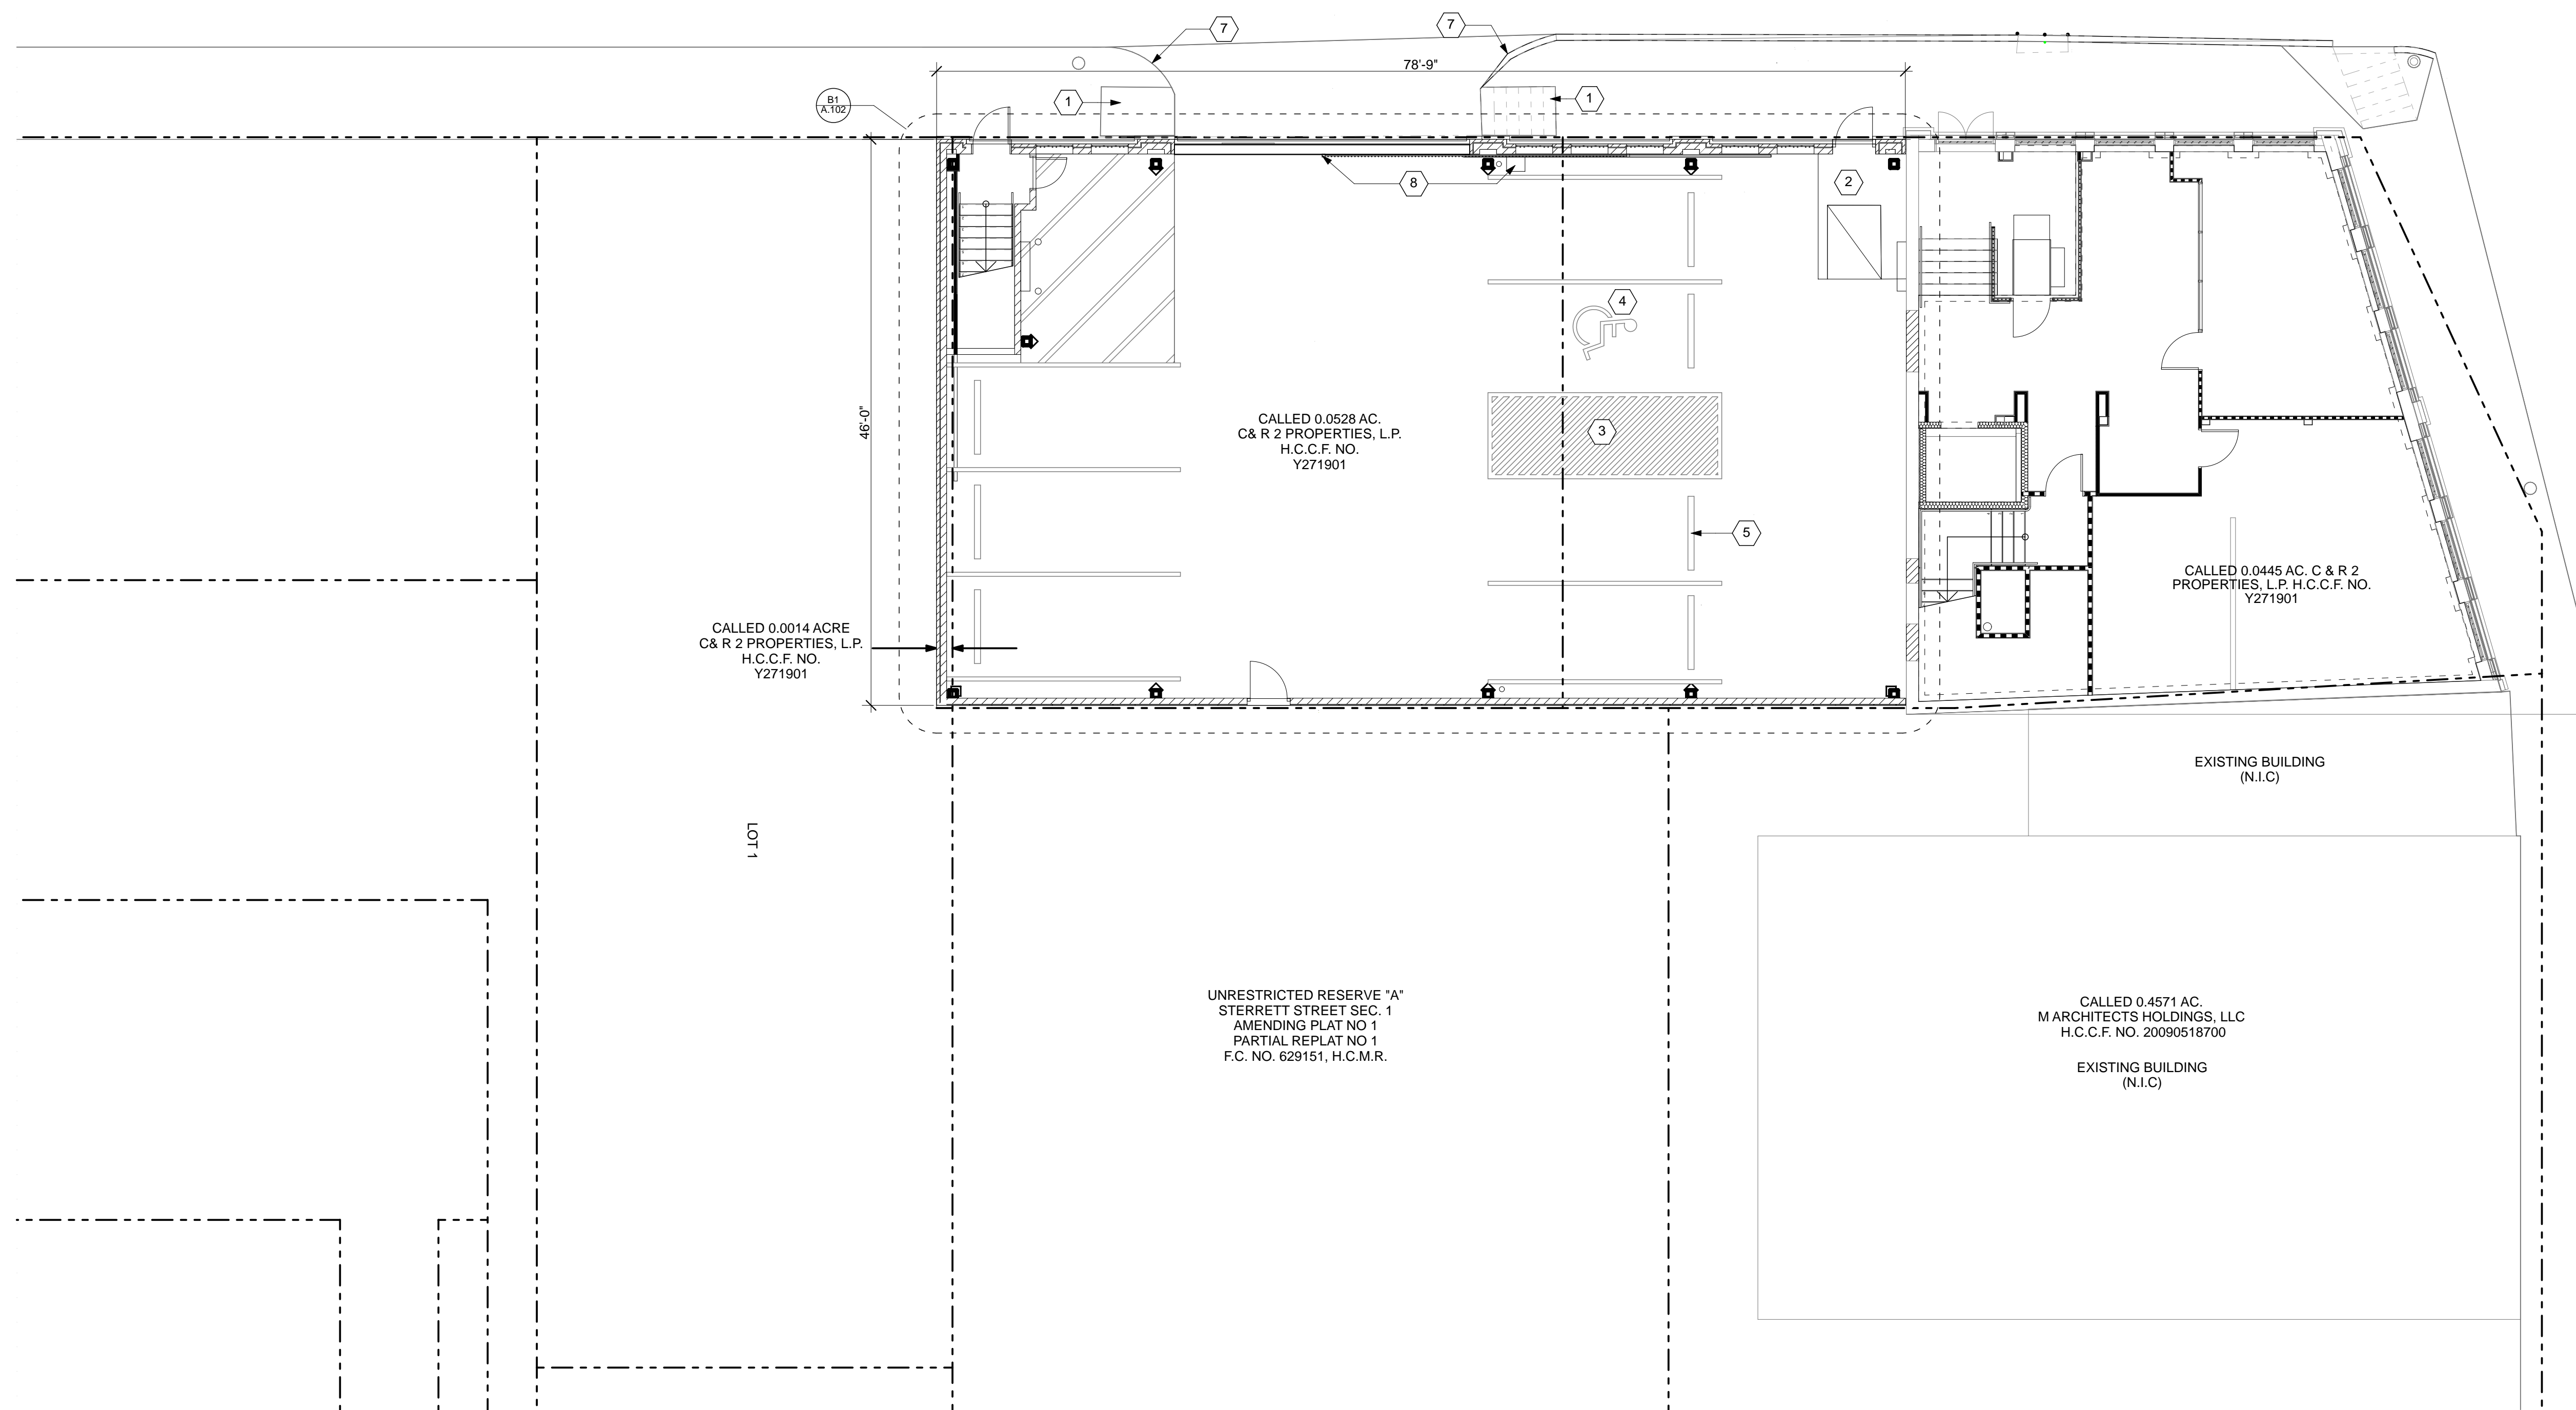 7
7
78'-9"
1
1
B1
A.102
2
8
4
46'-0"
CALLED 0.0528 AC.
C& R 2 PROPERTIES, L.P.
H.C.C.F. NO.
Y271901
3
5
CALLED 0.0445 AC. C & R 2
PROPERTIES, L.P. H.C.C.F. NO.
Y271901
CALLED 0.0014 ACRE
C& R 2 PROPERTIES, L.P.
H.C.C.F. NO.
Y271901
EXISTING BUILDING
(N.I.C)
LOT 1
UNRESTRICTED RESERVE "A"
STERRETT STREET SEC. 1
AMENDING PLAT NO 1
PARTIAL REPLAT NO 1
F.C. NO. 629151, H.C.M.R.
CALLED 0.4571 AC.
M ARCHITECTS HOLDINGS, LLC
H.C.C.F. NO. 20090518700
EXISTING BUILDING
(N.I.C)